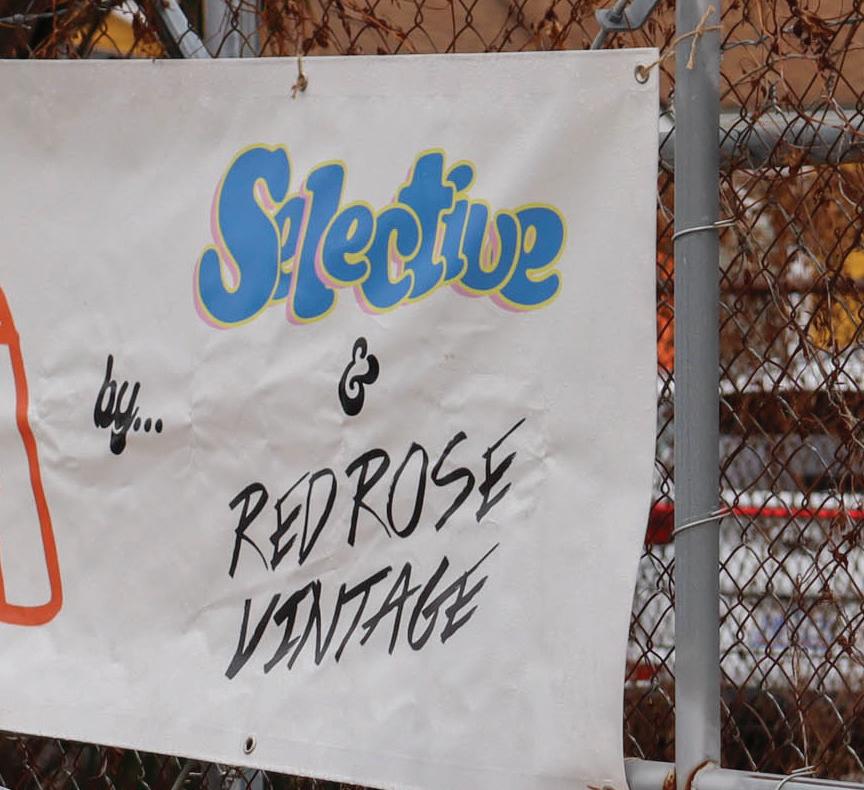 Selective
by...
&
RED ROSE
VINTAGE